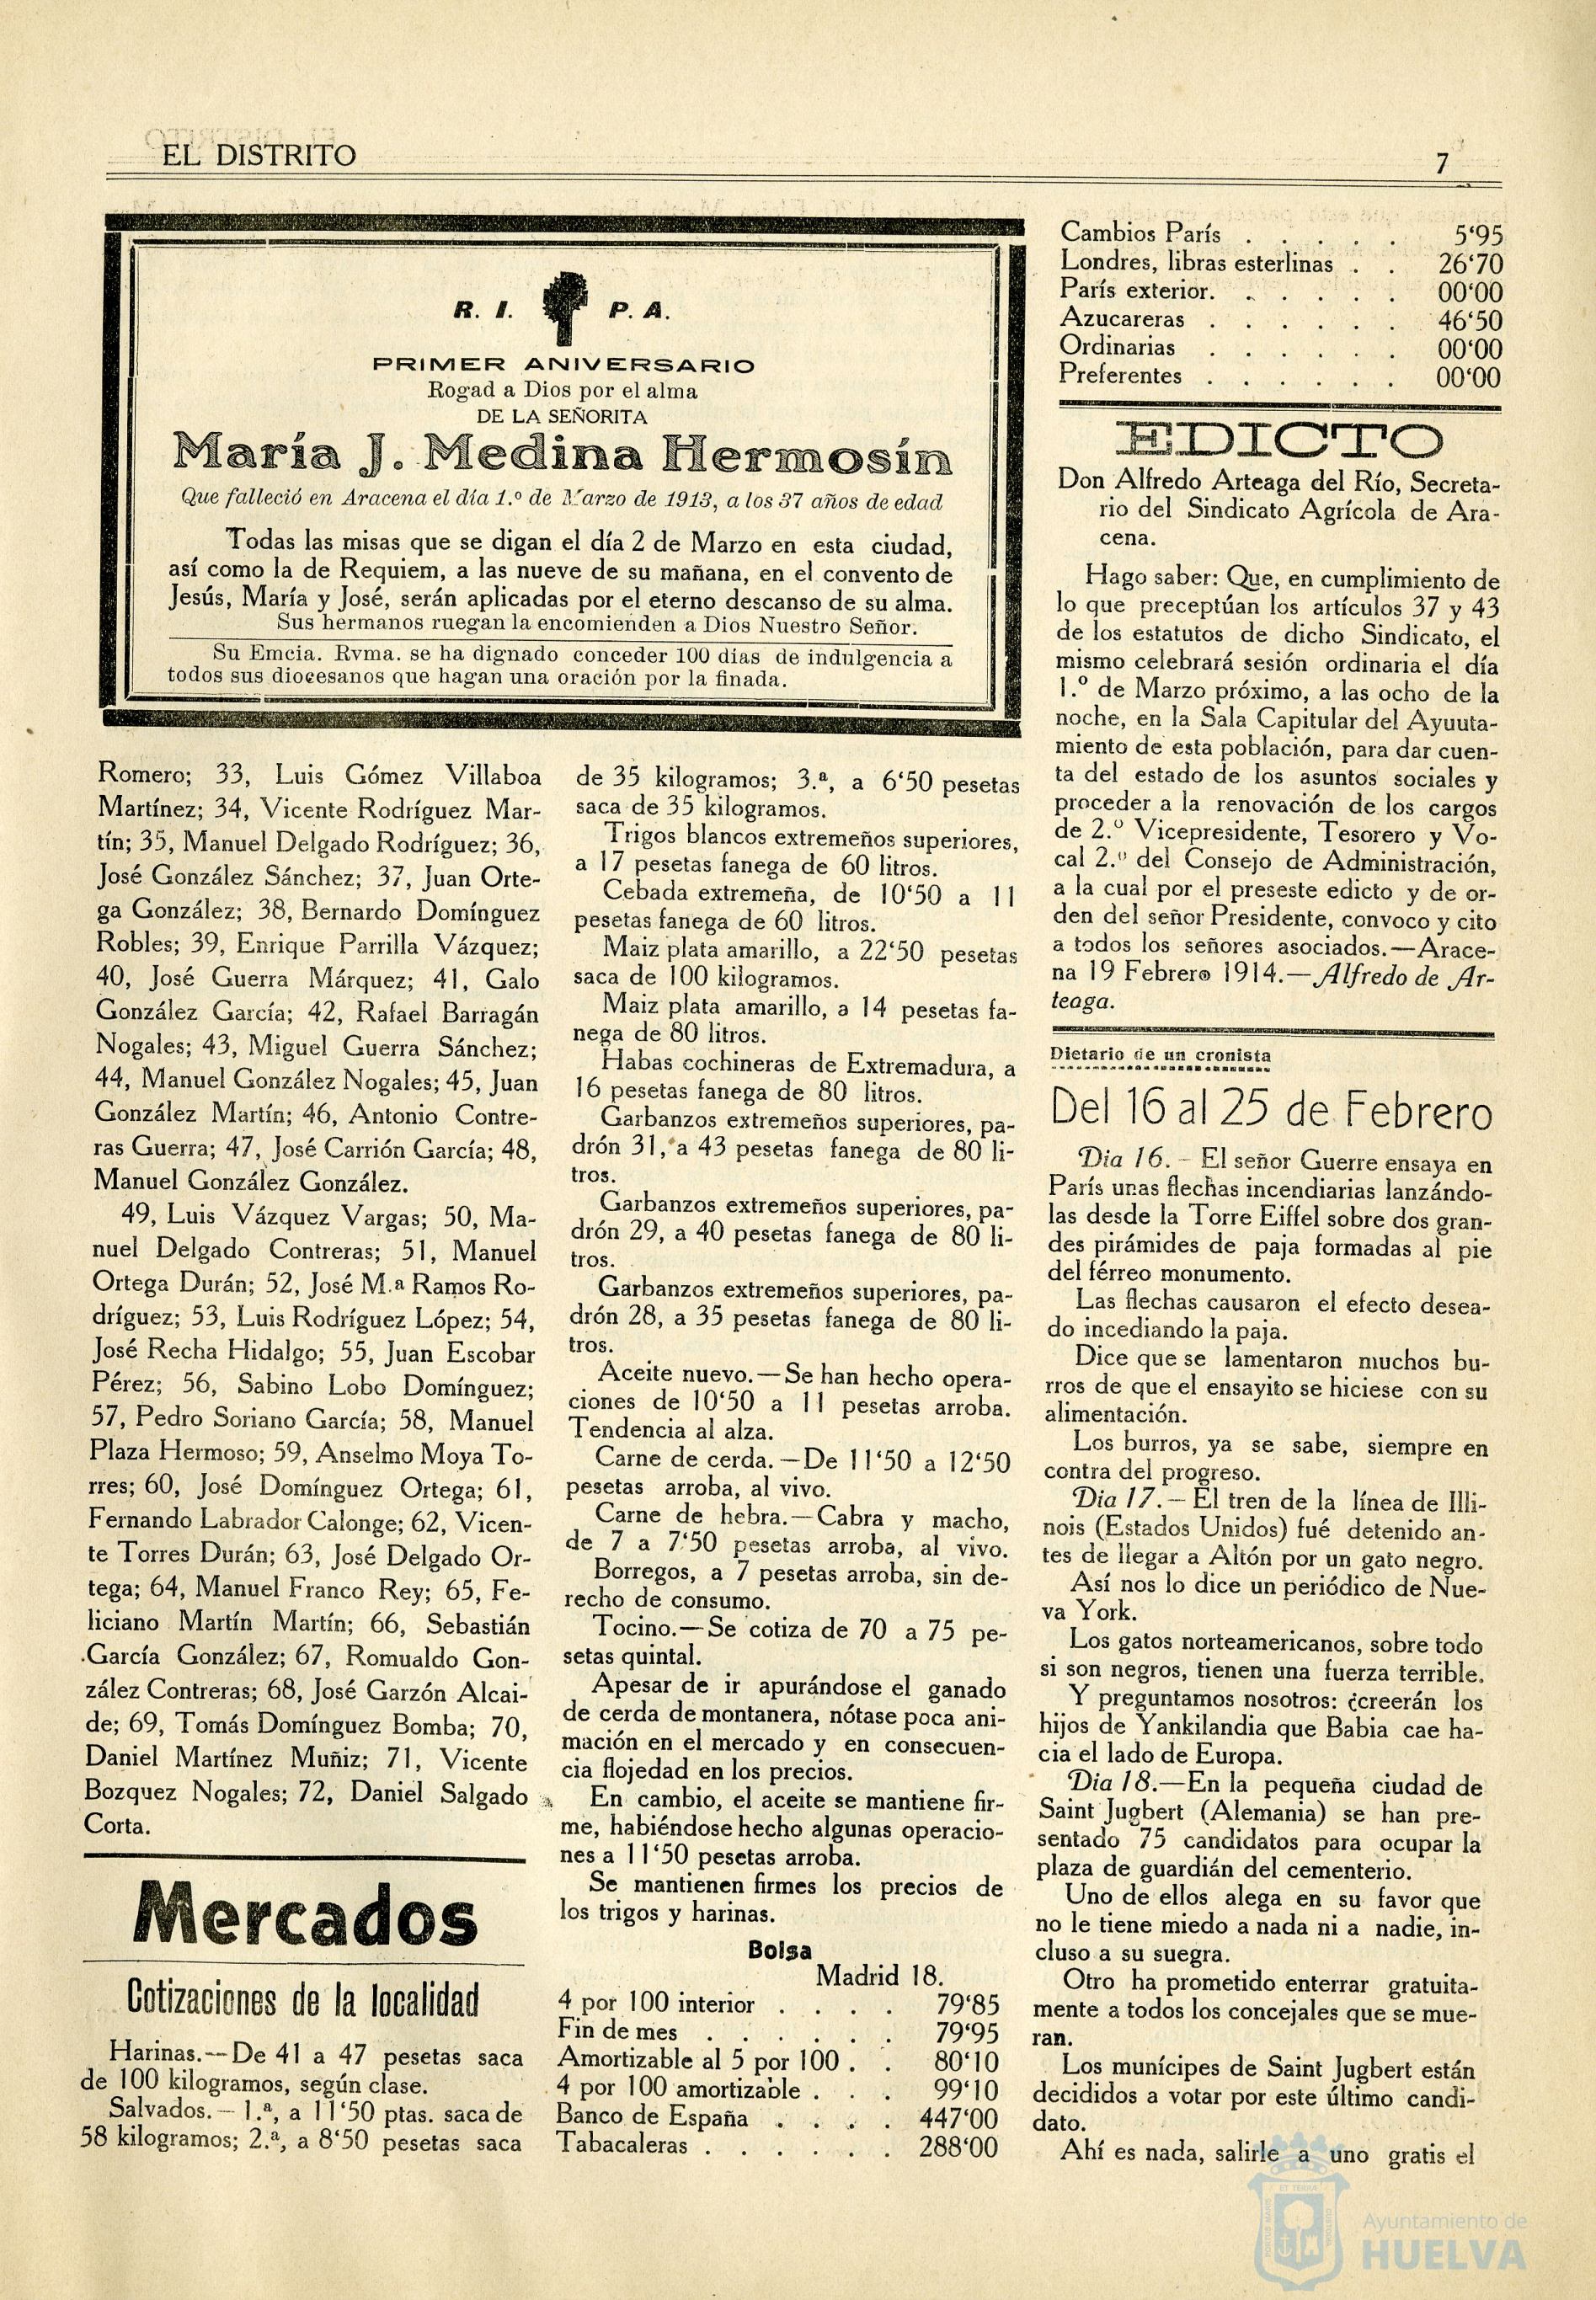 EL DISTRITO
7
R. I. P. A.
PRIMER ANIVERSARIO
Rogad a Dios por el alma
DE LA SEÑORITA
María J. Medina Hermosín
Que falleció en Aracena el día 1.º de Marzo de 1913, a los 37 años de edad
Todas las misas que se digan el día 2 de Marzo en esta ciudad,
así como la de Requiem, a las nueve de su mañana, en el convento de
Jesús, María y José, serán aplicadas por el eterno descanso de su alma.
Sus hermanos ruegan la encomienden a Dios Nuestro Señor.
Su Emcia. Rvma. se ha dignado conceder 100 dias de indulgencia a
todos sus diocesanos que hagan una oración por la finada.
Romero; 33, Luis Gómez Villaboa
Martínez; 34, Vicente Rodríguez Mar-
tín; 35, Manuel Delgado Rodríguez; 36,
José González Sánchez; 37, Juan Orte-
ga González; 38, Bernardo Domínguez
Robles; 39, Enrique Parrilla Vázquez;
40, José Guerra Márquez; 41, Galo
González García; 42, Rafael Barragán
Nogales; 43, Miguel Guerra Sánchez;
44, Manuel González Nogales; 45, Juan
González Martín; 46, Antonio Contre-
ras Guerra; 47, José Carrión García; 48,
Manuel González González.
49, Luis Vázquez Vargas; 50, Ma-
nuel Delgado Contreras; 51, Manuel
Ortega Durán; 52, José M.ª Ramos Ro-
dríguez; 53, Luis Rodríguez López; 54,
José Recha Hidalgo; 55, Juan Escobar
Pérez; 56, Sabino Lobo Domínguez;
57, Pedro Soriano García; 58, Manuel
Plaza Hermoso; 59, Anselmo Moya To-
rres; 60, José Domínguez Ortega; 61,
Fernando Labrador Calonge; 62, Vicen-
te Torres Durán; 63, José Delgado Or-
tega; 64, Manuel Franco Rey; 65, Fe-
liciano Martín Martín; 66, Sebastián
García González; 67, Romualdo Gon-
zález Contreras; 68, José Garzón Alcai-
de; 69, Tomás Domínguez Bomba; 70,
Daniel Martínez Muñiz; 71, Vicente
Bozquez Nogales; 72, Daniel Salgado
Corta.
Mercados
Cotizaciones de la localidad
Harinas.—De 41 a 47 pesetas saca
de 100 kilogramos, según clase.
Salvados.—1.ª, a 11‘50 ptas. saca de
58 kilogramos; 2.ª, a 8‘50 pesetas saca
de 35 kilogramos; 3.ª, a 6‘50 pesetas
saca de 35 kilogramos.
Trigos blancos extremeños superiores,
a 17 pesetas fanega de 60 litros.
Cebada extremeña, de 10‘50 a 11
pesetas fanega de 60 litros.
Maiz plata amarillo, a 22‘50 pesetas
saca de 100 kilogramos.
Maiz plata amarillo, a 14 pesetas fa-
nega de 80 litros.
Habas cochineras de Extremadura, a
16 pesetas fanega de 80 litros.
Garbanzos extremeños superiores, pa-
drón 31, a 43 pesetas fanega de 80 li-
tros.
Garbanzos extremeños superiores, pa-
drón 29, a 40 pesetas fanega de 80 li-
tros.
Garbanzos extremeños superiores, pa-
drón 28, a 35 pesetas fanega de 80 li-
tros.
Aceite nuevo.—Se han hecho opera-
ciones de 10‘50 a 11 pesetas arroba.
Tendencia al alza.
Carne de cerda.—De 11‘50 a 12‘50
pesetas arroba, al vivo.
Carne de hebra.—Cabra y macho,
de 7 a 7‘50 pesetas arroba, al vivo.
Borregos, a 7 pesetas arroba, sin de-
recho de consumo.
Tocino.—Se cotiza de 70 a 75 pe-
setas quintal.
Apesar de ir apurándose el ganado
de cerda de montanera, nótase poca ani-
mación en el mercado y en consecuen-
cia flojedad en los precios.
En cambio, el aceite se mantiene fir-
me, habiéndose hecho algunas operacio-
nes a 11‘50 pesetas arroba.
Se mantienen firmes los precios de
los trigos y harinas.
Bolsa
Madrid 18.
4 por 100 interior . . . . 79‘85
Fin de mes . . . . . . 79‘95
Amortizable al 5 por 100 . . 80‘10
4 por 100 amortizable . . . 99‘10
Banco de España . . . . 447‘00
Tabacaleras . . . . . . 288‘00
Cambios París . . . . . 5‘95
Londres, libras esterlinas . . 26‘70
París exterior. . . . . . 00‘00
Azucareras . . . . . . 46‘50
Ordinarias . . . . . . 00‘00
Preferentes . . . . . . 00‘00
EDICTO
Don Alfredo Arteaga del Río, Secreta-
rio del Sindicato Agrícola de Ara-
cena.
Hago saber: Que, en cumplimiento de
lo que preceptúan los artículos 37 y 43
de los estatutos de dicho Sindicato, el
mismo celebrará sesión ordinaria el día
1.º de Marzo próximo, a las ocho de la
noche, en la Sala Capitular del Ayuuta-
miento de esta población, para dar cuen-
ta del estado de los asuntos sociales y
proceder a la renovación de los cargos
de 2.º Vicepresidente, Tesorero y Vo-
cal 2.º del Consejo de Administración,
a la cual por el preseste edicto y de or-
den del señor Presidente, convoco y cito
a todos los señores asociados.—Arace-
na 19 Febrero 1914.—Alfredo de Ar-
teaga.
Dietario de un cronista
Del 16 al 25 de Febrero
Dia 16.—El señor Guerre ensaya en
París unas flechas incendiarias lanzándo-
las desde la Torre Eiffel sobre dos gran-
des pirámides de paja formadas al pie
del férreo monumento.
Las flechas causaron el efecto desea-
do incediando la paja.
Dice que se lamentaron muchos bu-
rros de que el ensayito se hiciese con su
alimentación.
Los burros, ya se sabe, siempre en
contra del progreso.
Dia 17.—El tren de la línea de Illi-
nois (Estados Unidos) fué detenido an-
tes de llegar a Altón por un gato negro.
Así nos lo dice un periódico de Nue-
va York.
Los gatos norteamericanos, sobre todo
si son negros, tienen una fuerza terrible.
Y preguntamos nosotros: ¿creerán los
hijos de Yankilandia que Babia cae ha-
cia el lado de Europa.
Dia 18.—En la pequeña ciudad de
Saint Jugbert (Alemania) se han pre-
sentado 75 candidatos para ocupar la
plaza de guardián del cementerio.
Uno de ellos alega en su favor que
no le tiene miedo a nada ni a nadie, in-
cluso a su suegra.
Otro ha prometido enterrar gratuita-
mente a todos los concejales que se mue-
ran.
Los munícipes de Saint Jugbert están
decididos a votar por este último candi-
dato.
Ahí es nada, salirle a uno gratis el
Ayuntamiento de
HUELVA